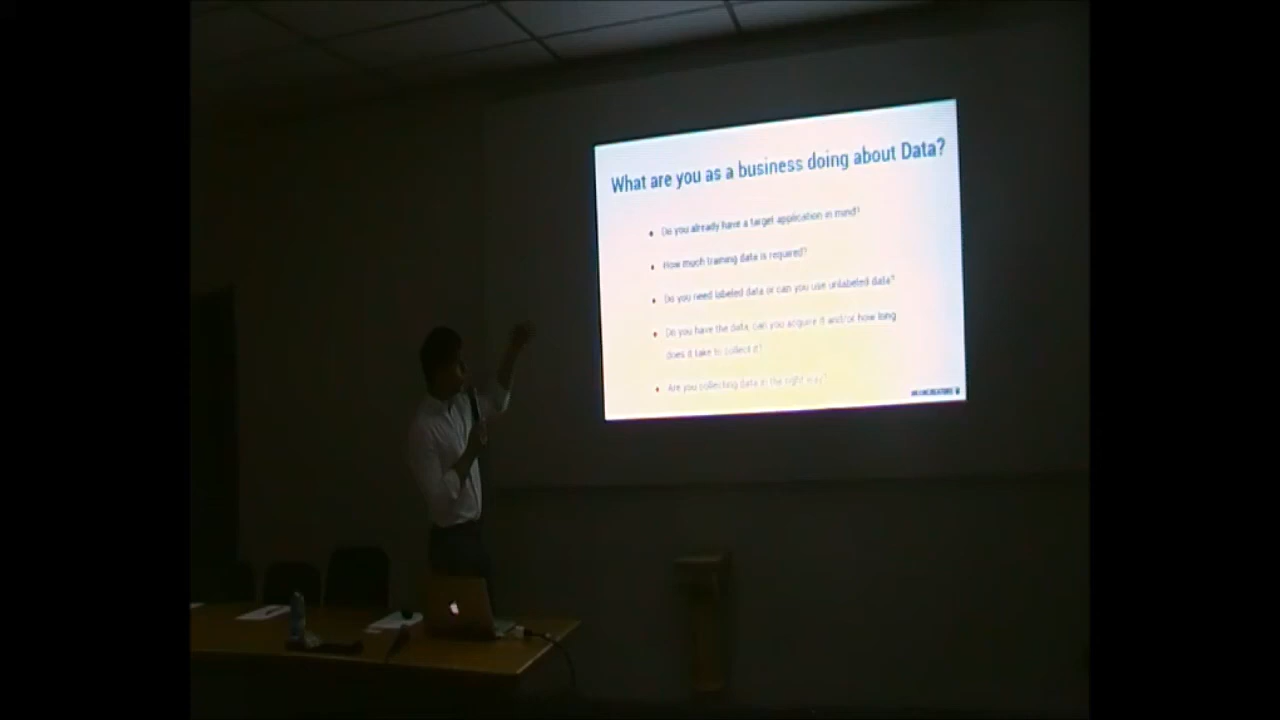 What are you as a business doing about Data?
Do you already have a target application in mind?
How much training data is required?
Do you need labeled data or can you use unlabeled data?
Do you have the data, can you acquire it and/or how long
does it take to collect it?
Are you collecting data in the right way?